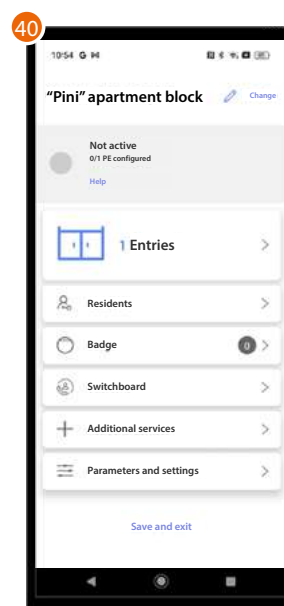 40
10:54 G
"Pini" apartment block Change
Not active
0/1 PE configured
Help
1 Entries
Residents
Badge 0
Switchboard
Additional services
Parameters and settings
Save and exit